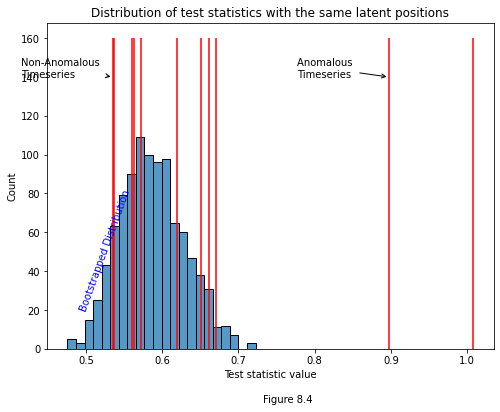 Distribution of test statistics with the same latent positions
160
140
120
100
80
60
40
20
0
Count
Non-Anomalous
Timeseries
Anomalous
Timeseries
Bootstrapped Distribution
0.5 0.6 0.7 0.8 0.9 1.0
Test statistic value
Figure 8.4